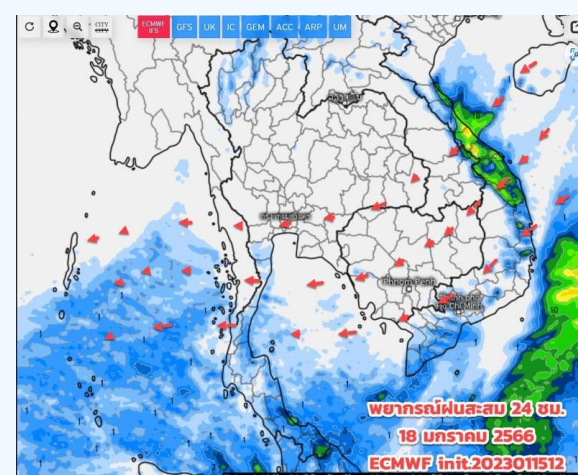 CITY
CITY
ECMWF
IFS
GFS
UK
IC
GEM
ACC
ARP
UM
Phnom Penh
พยากรณ์ฝนสะสม 24 ชม.
18 มกราคม 2566
ECMWF init.2023011512